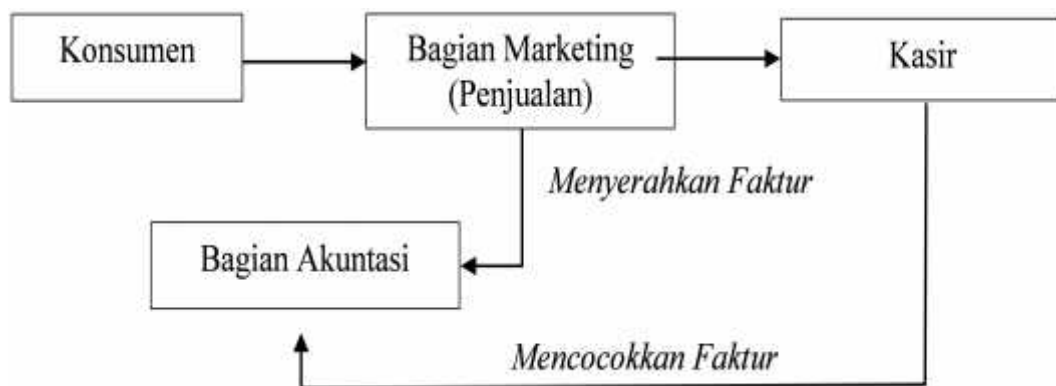 Konsumen
Bagian Marketing
(Penjualan)
Kasir
Menyerahkan Faktur
Bagian Akuntasi
Mencocokkan Faktur